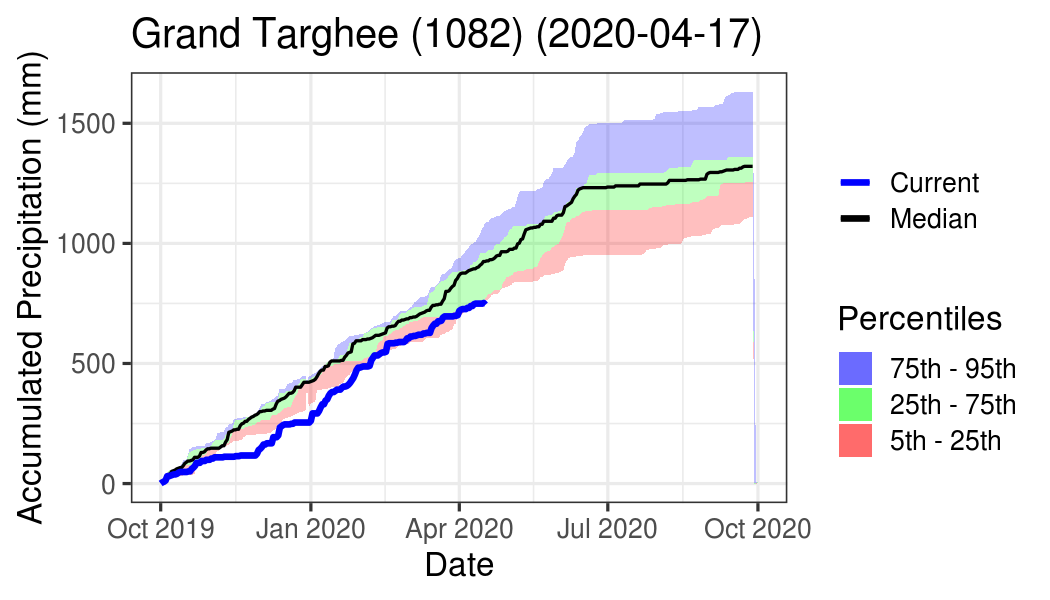 Grand Targhee (1082) (2020-04-17)
Accumulated Precipitation (mm)
1500
1000
500
0
Oct 2019
Jan 2020
Apr 2020
Jul 2020
Oct 2020
Date
Current
Median
Percentiles
75th - 95th
25th - 75th
5th - 25th